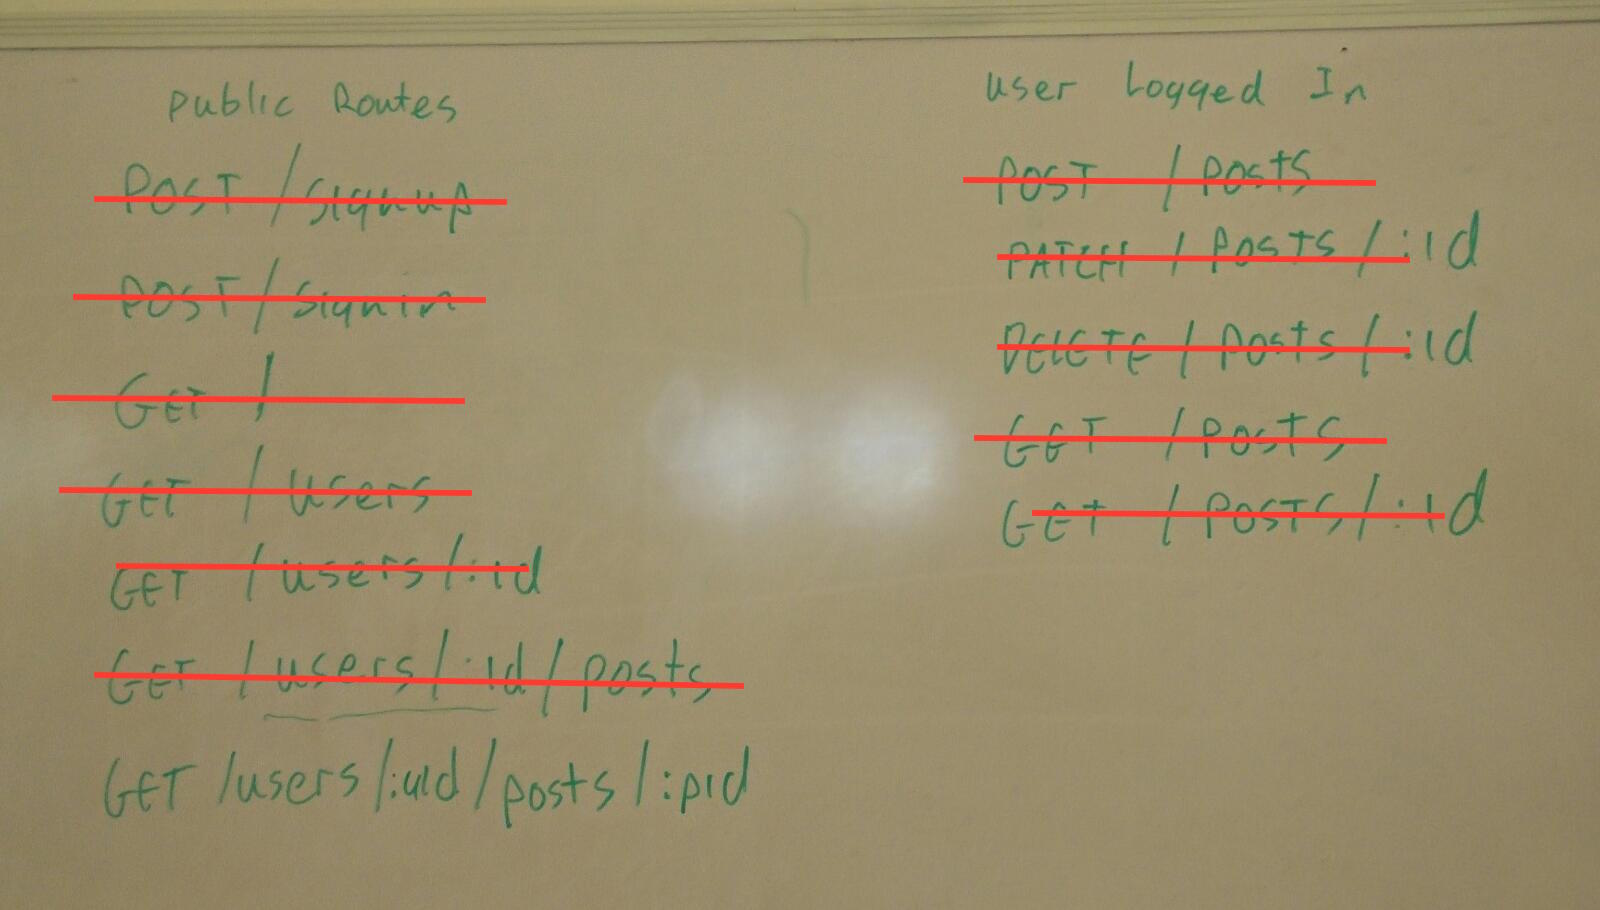 Public Routes
POST /signup
POST /signin
GET /
GET /users
GET /users/:id
GET /users/:id/posts
GET /users/:uid/posts/:pid
User Logged In
POST /posts
PATCH /posts/:id
DELETE /posts/:id
GET /posts
GET /posts/:id